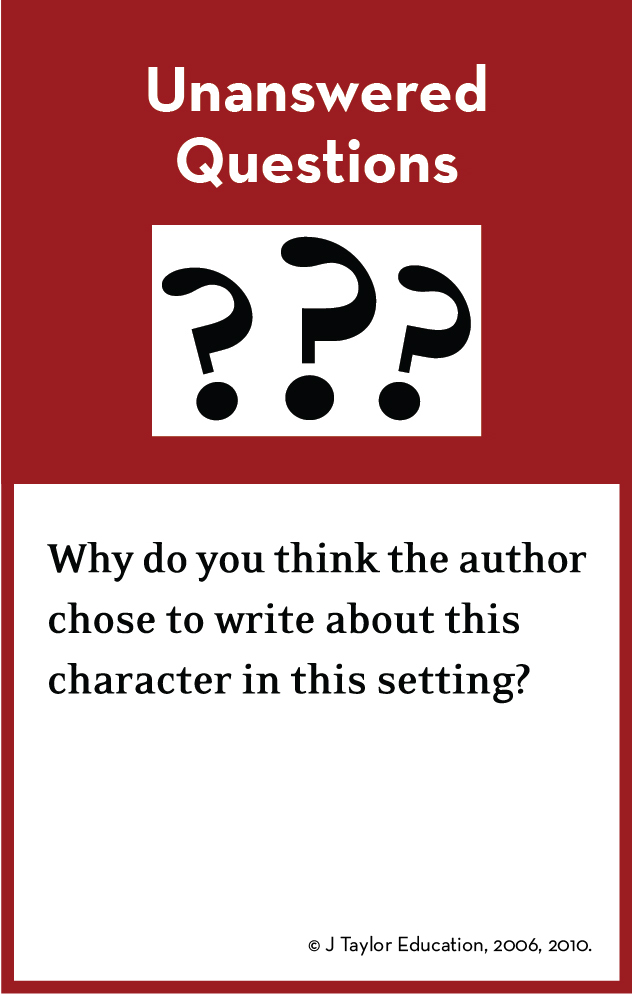 Unanswered
Questions
???
Why do you think the author
chose to write about this
character in this setting?
© J Taylor Education, 2006, 2010.